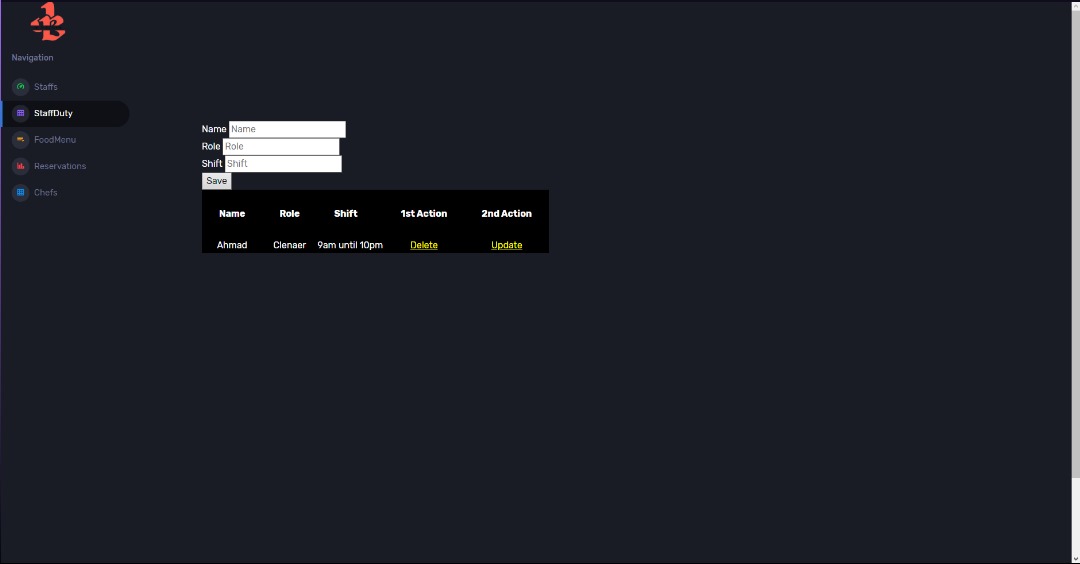 Navigation
Staffs
StaffDuty
FoodMenu
Reservations
Chefs
Name Name
Role Role
Shift Shift
Save
Name Role Shift 1st Action 2nd Action
Ahmad Clenaer 9am until 10pm Delete Update